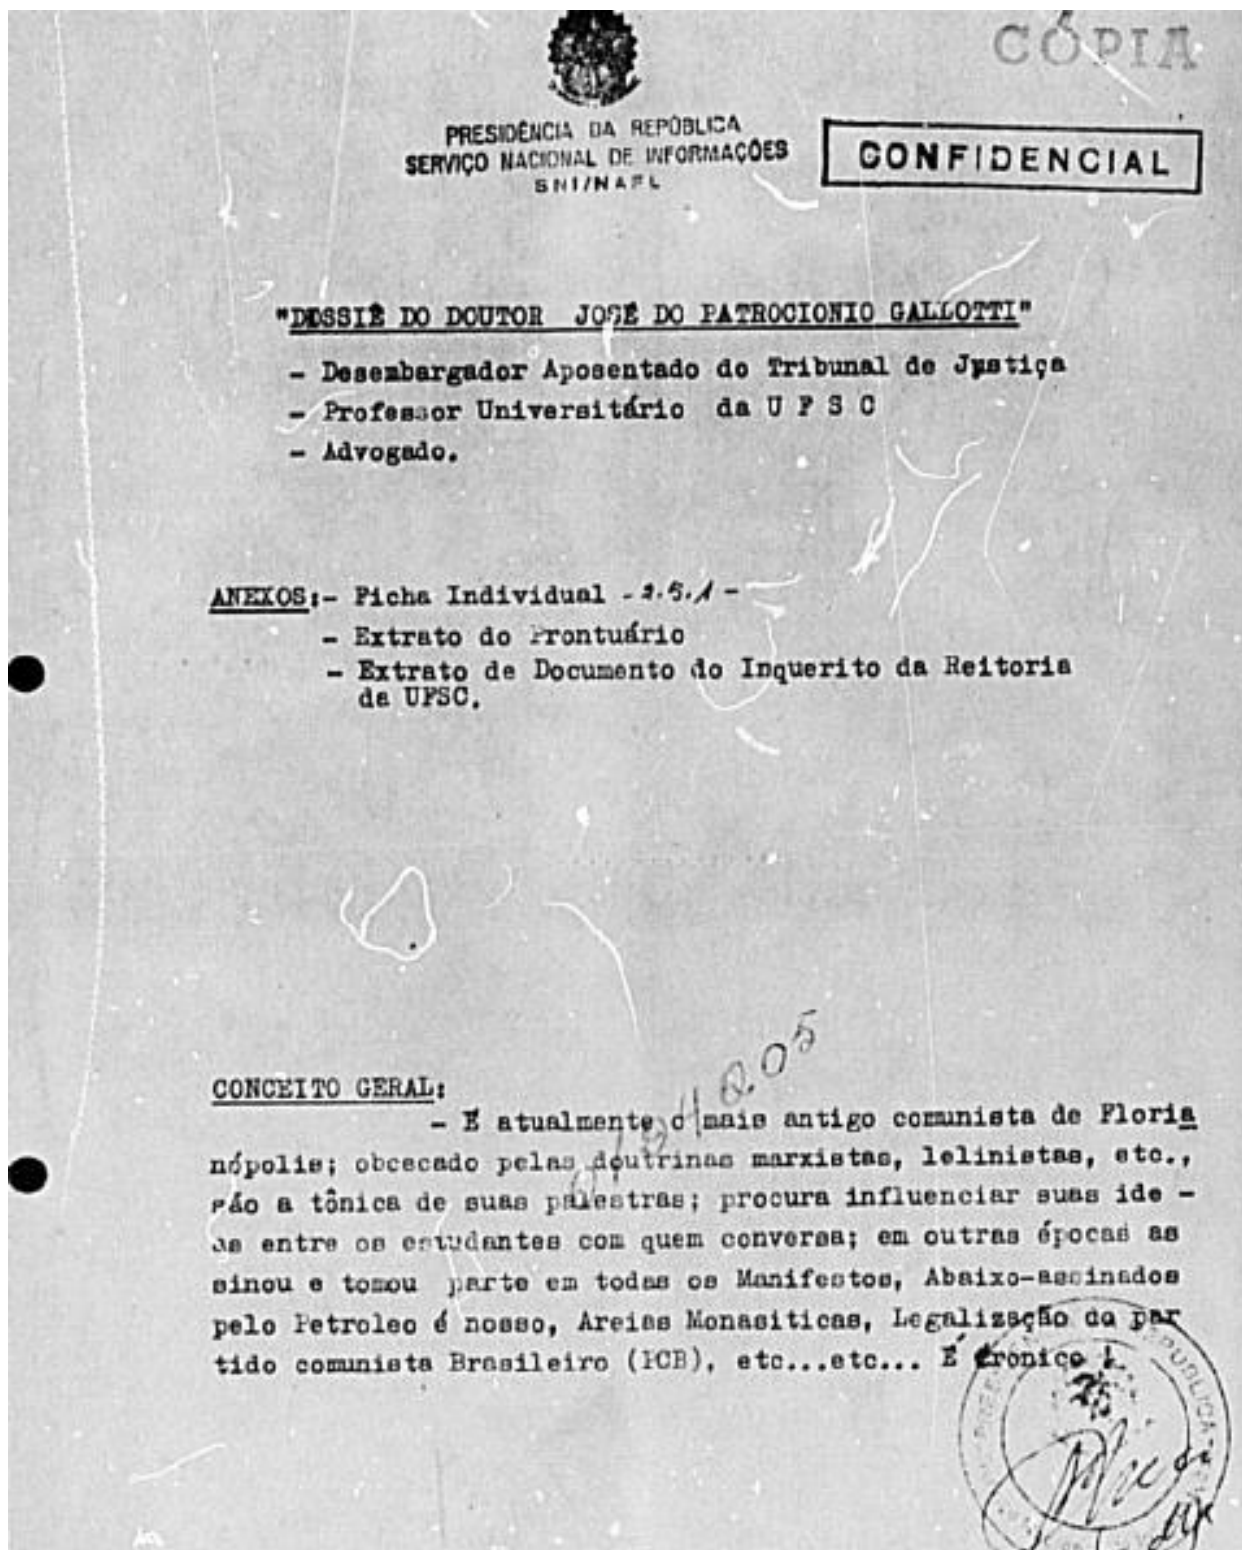 CÓPIA
PRESIDÊNCIA DA REPÚBLICA
SERVIÇO NACIONAL DE INFORMAÇÕES
SNI/NAFL
CONFIDENCIAL
"DOSSIÊ DO DOUTOR JOSÉ DO PATROCIONIO GALLOTTI"
- Desembargador Aposentado do Tribunal de Justiça
- Professor Universitário da U F S C
- Advogado.
ANEXOS:- Ficha Individual - 2.5.1 -
- Extrato do Prontuário
- Extrato de Documento do Inquerito da Reitoria
da UFSC.
CONCEITO GERAL:
- É atualmente o mais antigo comunista de Floria
nópolis; obcecado pelas doutrinas marxistas, lelinistas, etc.,
são a tônica de suas palestras; procura influenciar suas ide -
as entre os estudantes com quem conversa; em outras épocas as
sinou e tomou parte em todas os Manifestos, Abaixo-assinados
pelo Petroleo é nosso, Areias Monasiticas, Legalização do par
tido comunista Brasileiro (PCB), etc...etc... É cronico !.